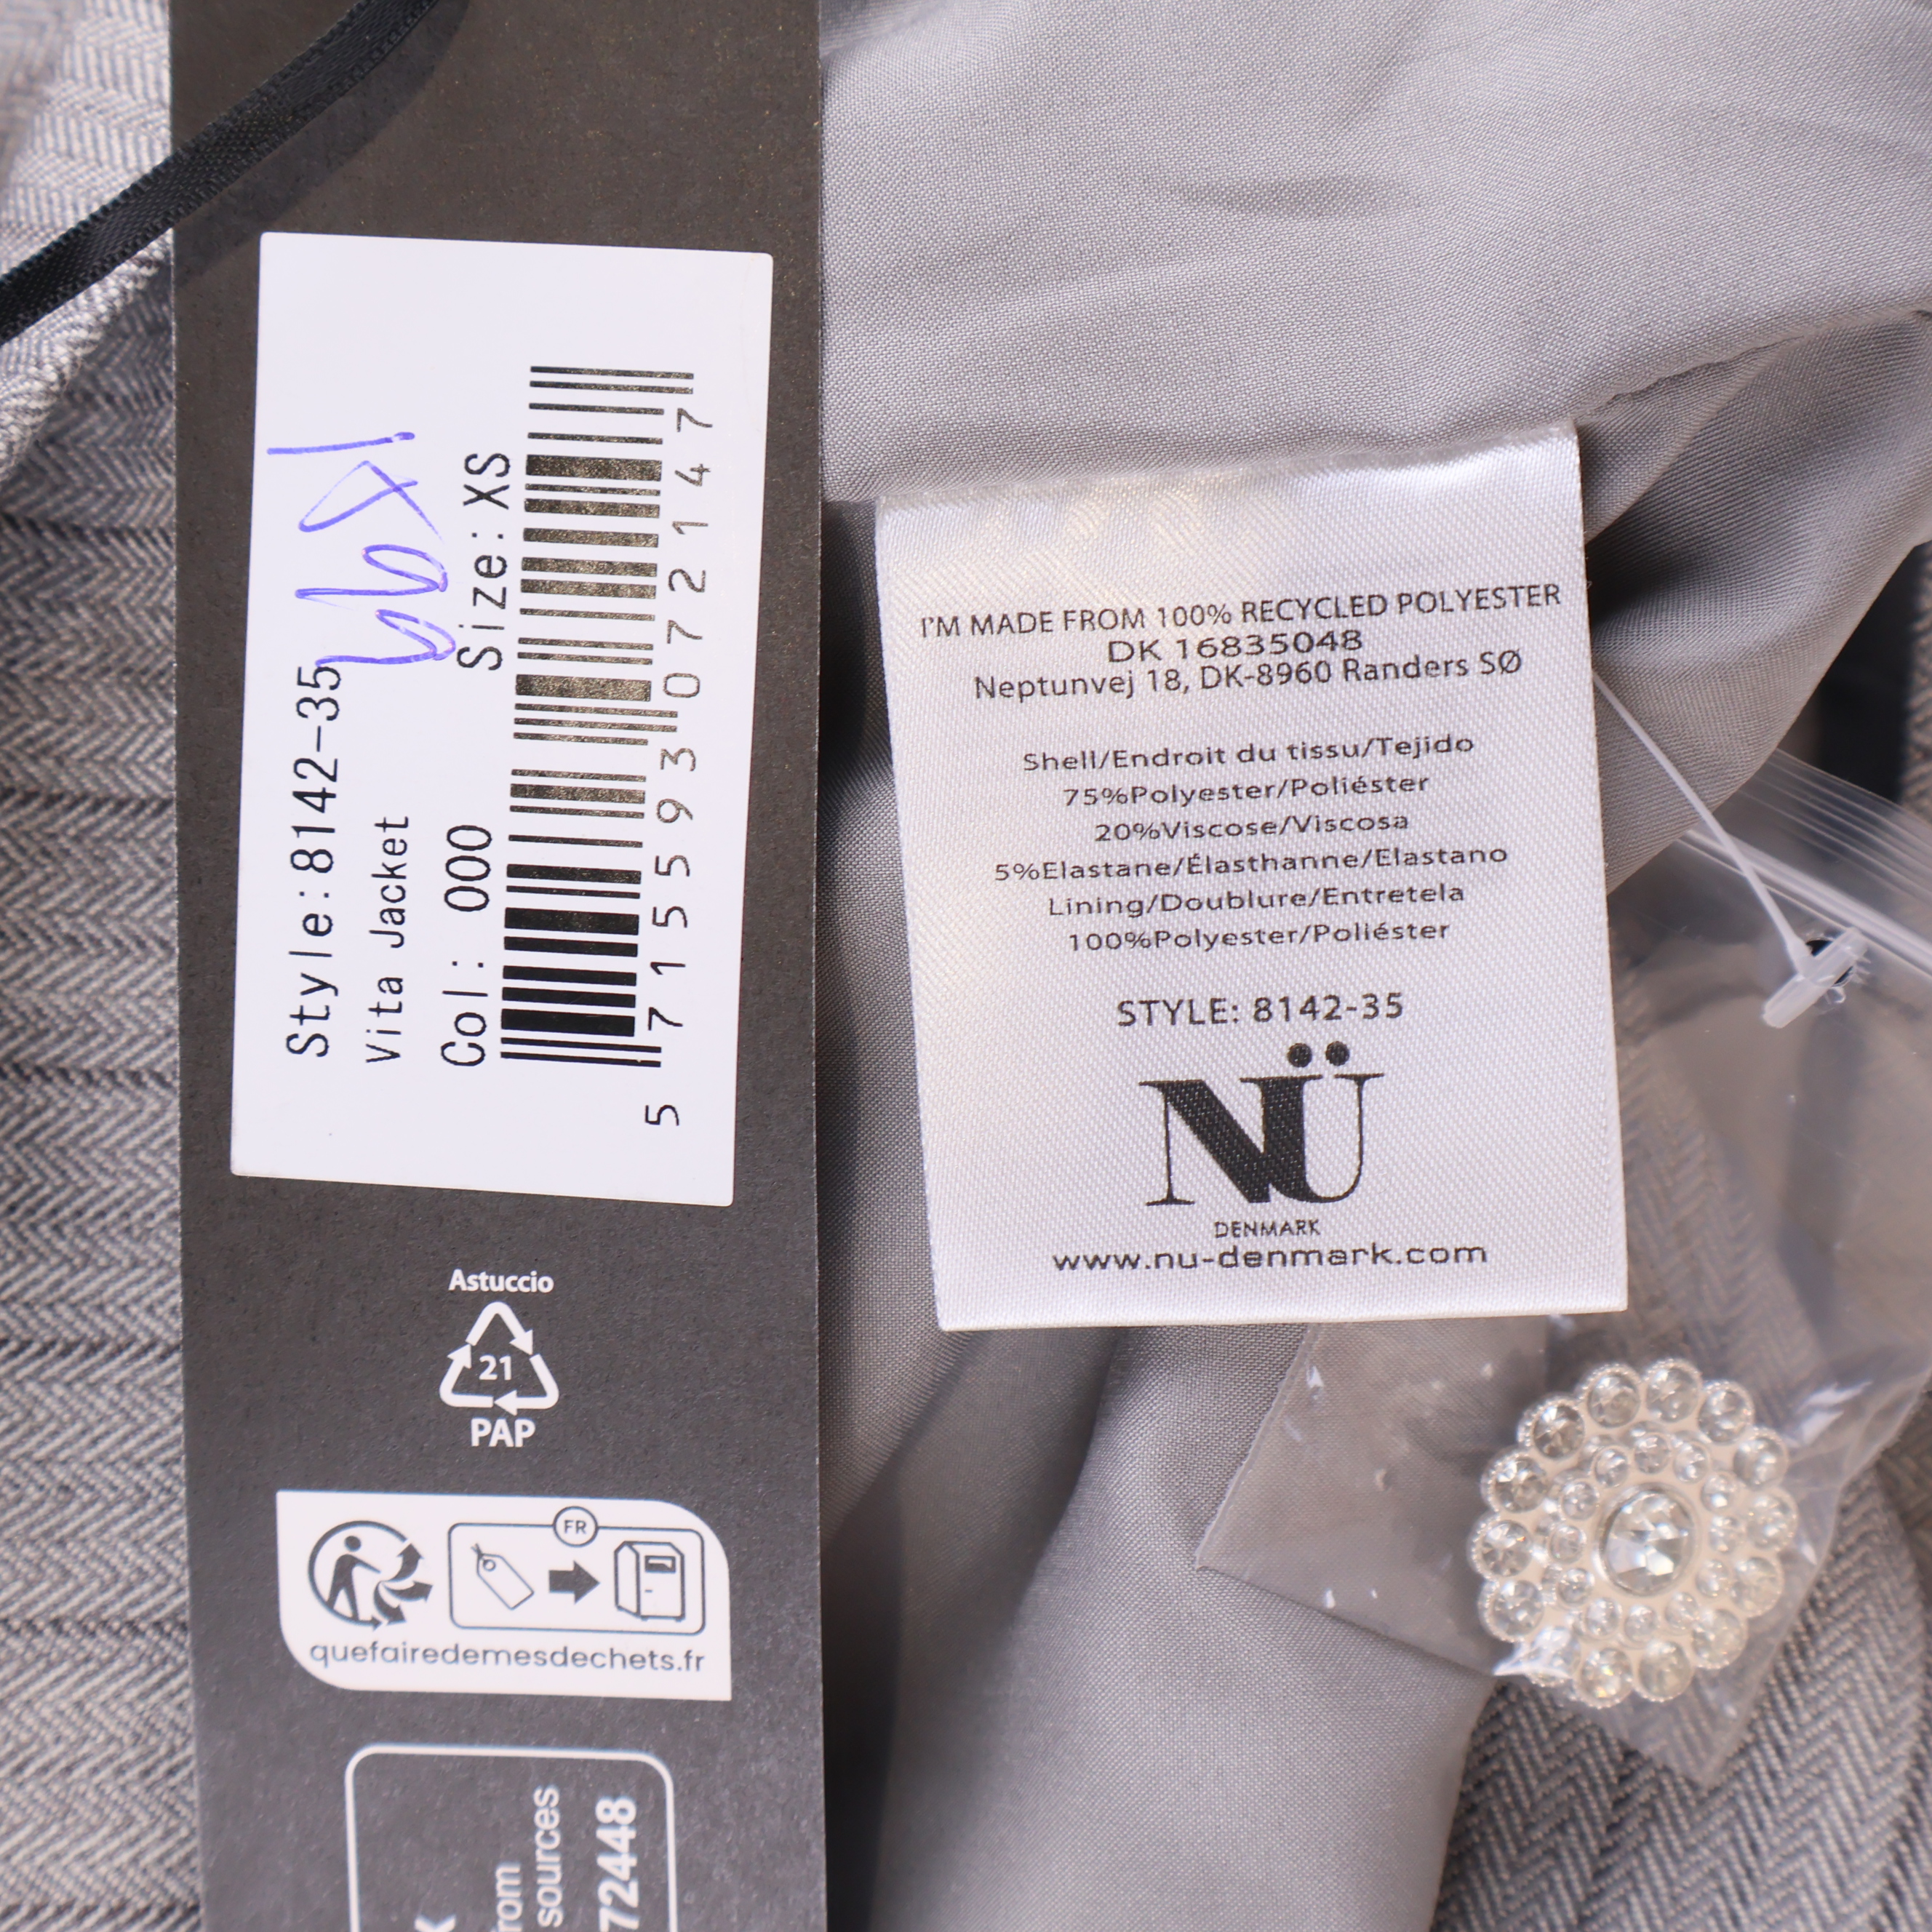 Style:8142-35
Vita Jacket
Col: 000 Size:XS
5 715593 072147
Astuccio
21
PAP
FR
quefairedemesdechets.fr
rom
sources
72448
I'M MADE FROM 100% RECYCLED POLYESTER
DK 16835048
Neptunvej 18, DK-8960 Randers SØ
Shell/Endroit du tissu/Tejido
75%Polyester/Poliéster
20%Viscose/Viscosa
5%Elastane/Élasthanne/Elastano
Lining/Doublure/Entretela
100%Polyester/Poliéster
STYLE: 8142-35
NÜ
DENMARK
www.nu-denmark.com